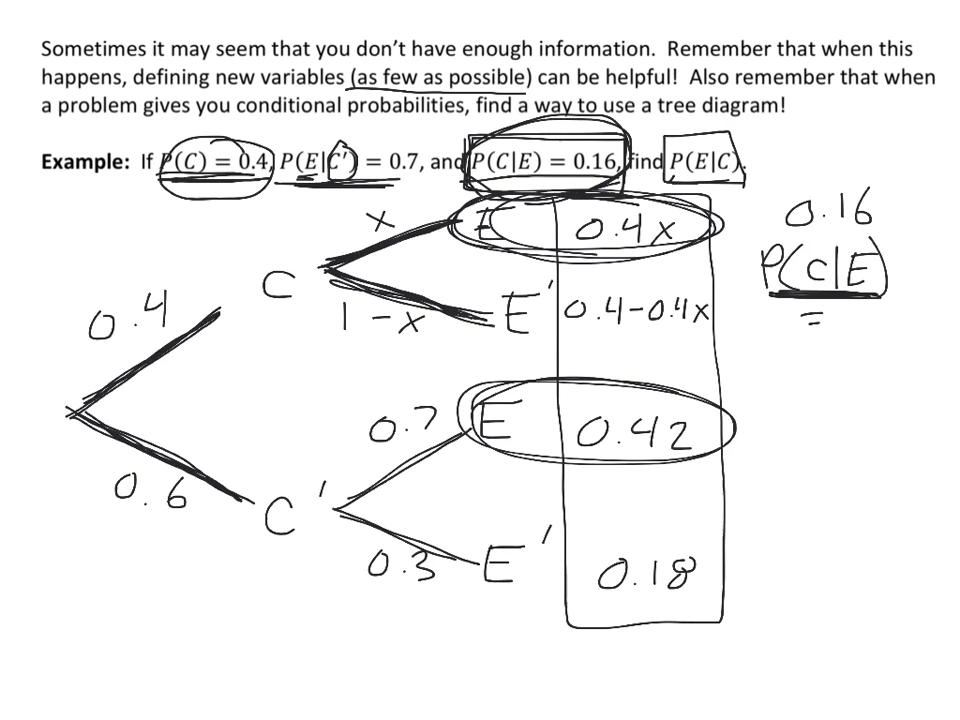 Sometimes it may seem that you don't have enough information. Remember that when this
happens, defining new variables (as few as possible) can be helpful! Also remember that when
a problem gives you conditional probabilities, find a way to use a tree diagram!
Example: If P(C) = 0.4, P(E|C') = 0.7, and P(C|E) = 0.16, find P(E|C).
x E 0.4x 0.16
C P(C|E)
0.4 1-x E' 0.4-0.4x =
0.7 E 0.42
0.6 C'
0.3 E' 0.18